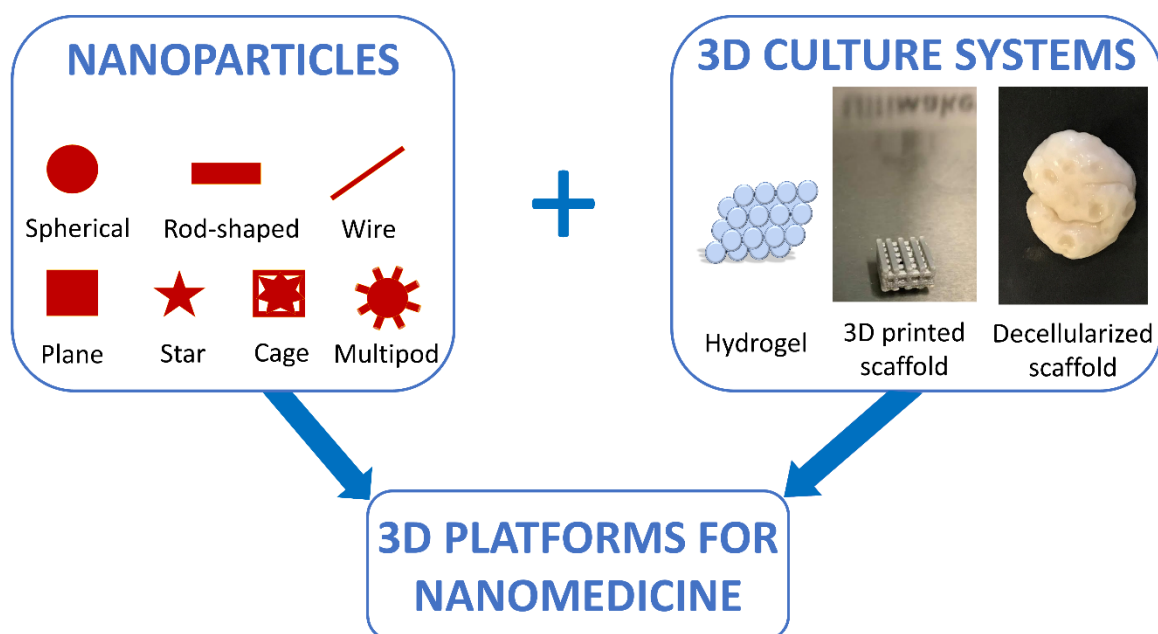 NANOPARTICLES
Spherical
Rod-shaped
Wire
Plane
Star
Cage
Multipod
3D CULTURE SYSTEMS
Hydrogel
3D printed
scaffold
Decellularized
scaffold
3D PLATFORMS FOR
NANOMEDICINE